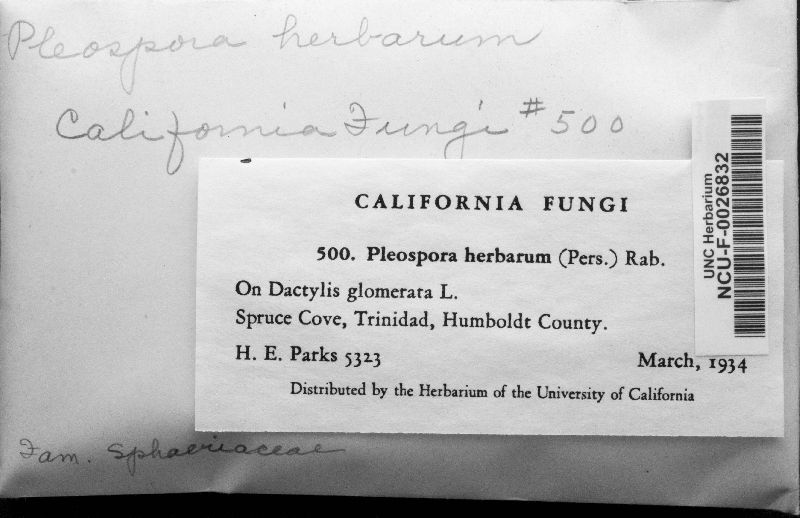 Pleospora herbarum
California Fungi #500
CALIFORNIA FUNGI
500. Pleospora herbarum (Pers.) Rab.
On Dactylis glomerata L.
Spruce Cove, Trinidad, Humboldt County.
H. E. Parks 5323 March, 1934
Distributed by the Herbarium of the University of California
UNC Herbarium
NCU-F-0026832
Fam. Sphaeriaceae